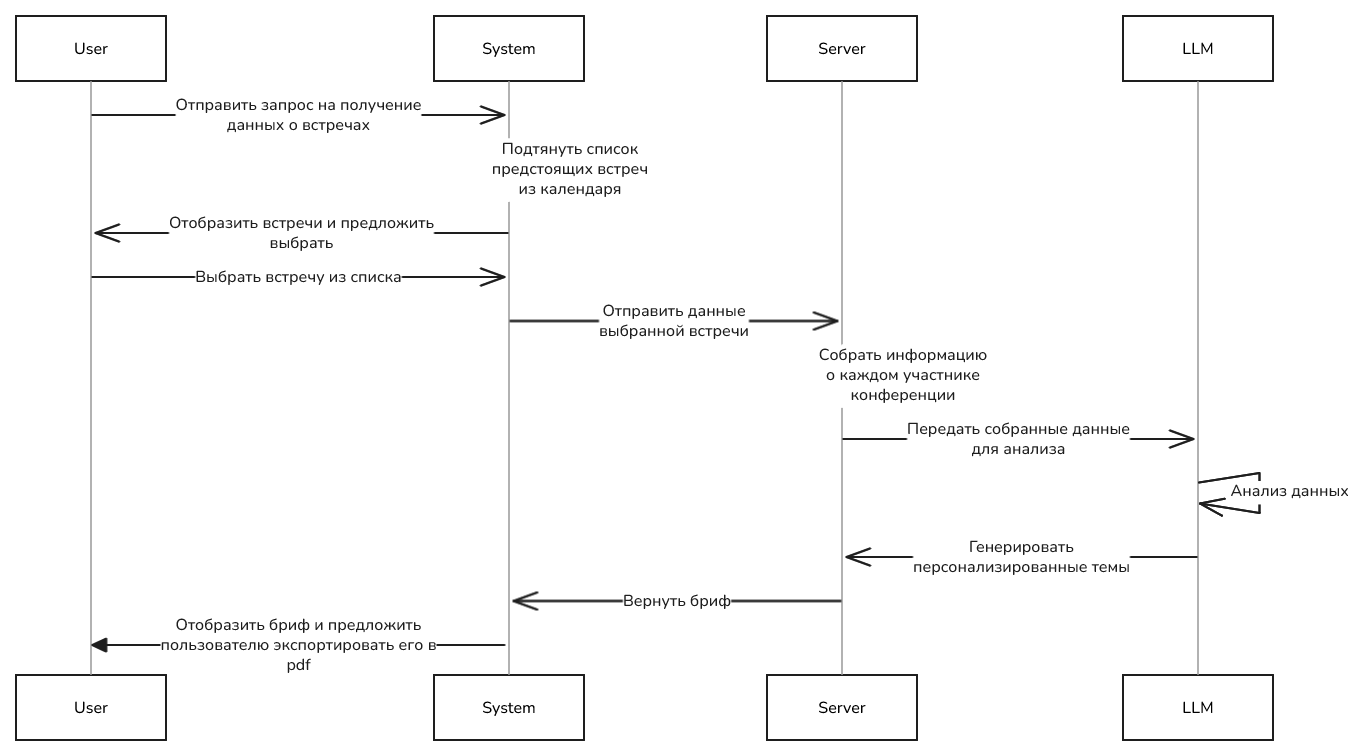 User
System
Server
LLM
Отправить запрос на получение
данных о встречах
Подтянуть список
предстоящих встреч
из календаря
Отобразить встречи и предложить
выбрать
Выбрать встречу из списка
Отправить данные
выбранной встречи
Собрать информацию
о каждом участнике
конференции
Передать собранные данные
для анализа
Анализ данных
Генерировать
персонализированные темы
Вернуть бриф
Отобразить бриф и предложить
пользователю экспортировать его в
pdf
User
System
Server
LLM